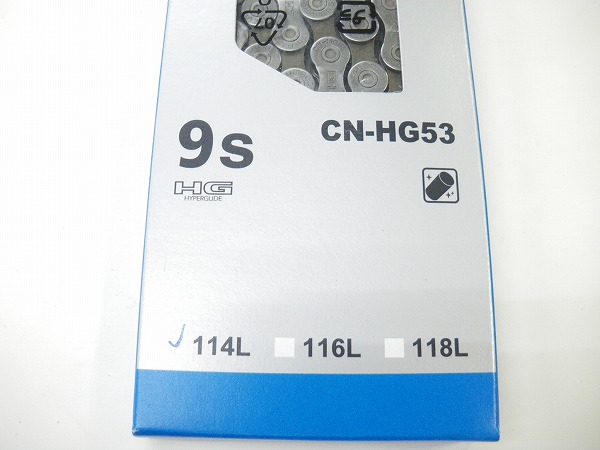 9s
CN-HG53
HG
HYPERGLIDE
114L 116L 118L